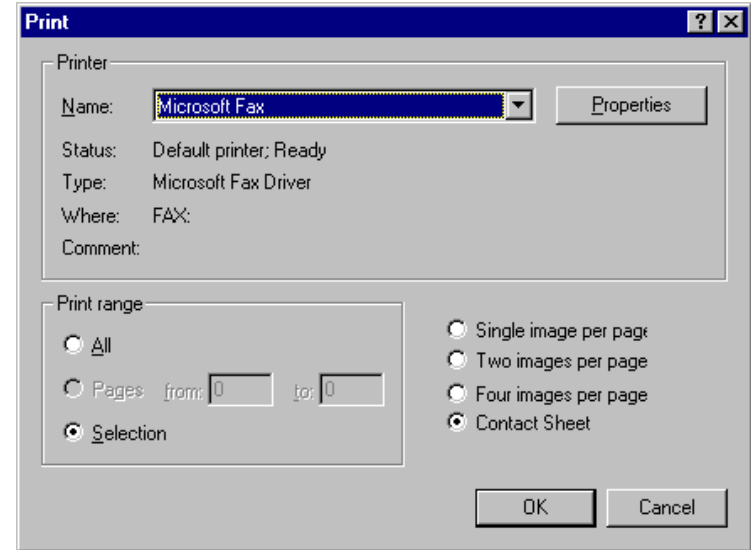 Print
Printer
Name: Microsoft Fax Properties
Status: Default printer; Ready
Type: Microsoft Fax Driver
Where: FAX:
Comment:
Print range
All
Pages from: 0 to: 0
Selection
Single image per page
Two images per page
Four images per page
Contact Sheet
OK Cancel